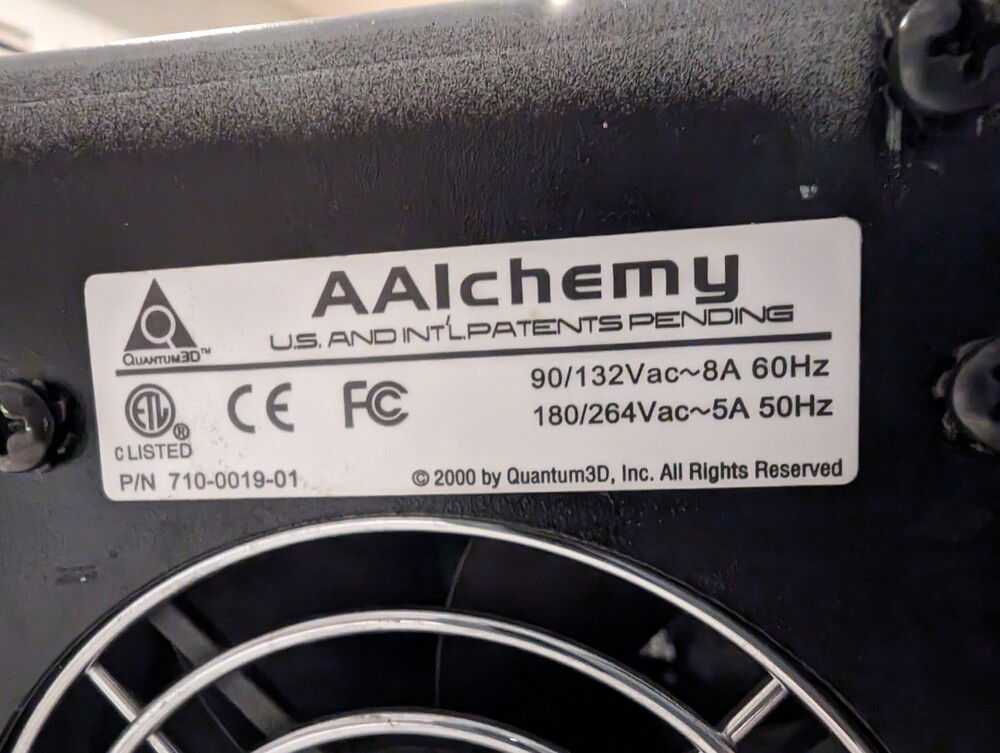 AAlchemy
U.S. AND INT'L. PATENTS PENDING
QUANTUM3D™
90/132Vac~8A 60Hz
180/264Vac~5A 50Hz
ETL ®
CE FC
c LISTED
P/N 710-0019-01
© 2000 by Quantum3D, Inc. All Rights Reserved